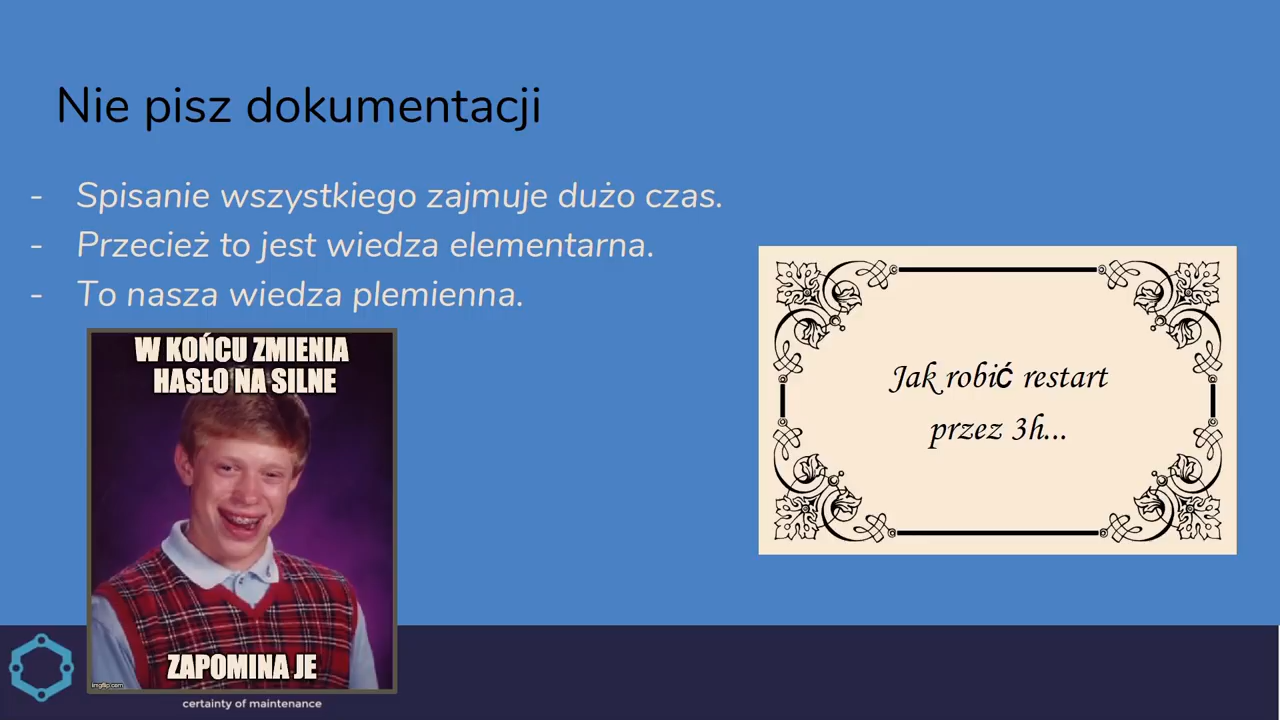 Nie pisz dokumentacji
- Spisanie wszystkiego zajmuje dużo czas.
- Przecież to jest wiedza elementarna.
- To nasza wiedza plemienna.
W KOŃCU ZMIENIA
HASŁO NA SILNE
ZAPOMINA JE
imgflip.com
Jak robić restart
przez 3h...
certainty of maintenance